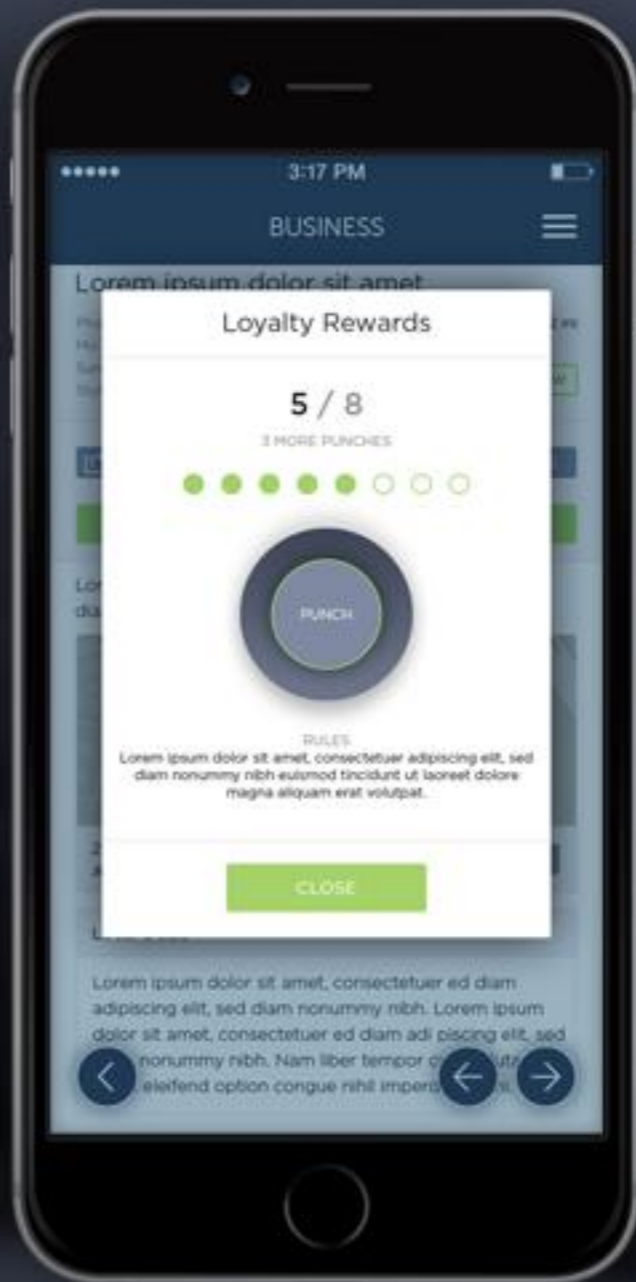 3:17 PM
BUSINESS
Lorem ipsum dolor sit amet
Loyalty Rewards
5 / 8
3 MORE PUNCHES
PUNCH
RULES
Lorem ipsum dolor sit amet, consectetuer adipiscing elit, sed
diam nonummy nibh euismod tincidunt ut laoreet dolore
magna aliquam erat volutpat.
CLOSE
Lorem ipsum dolor sit amet, consectetuer ed diam
adipiscing elit, sed diam nonummy nibh. Lorem ipsum
dolor sit amet, consectetuer ed diam adi piscing elit, sed
nonummy nibh. Nam liber tempor
eleifend option congue nihil